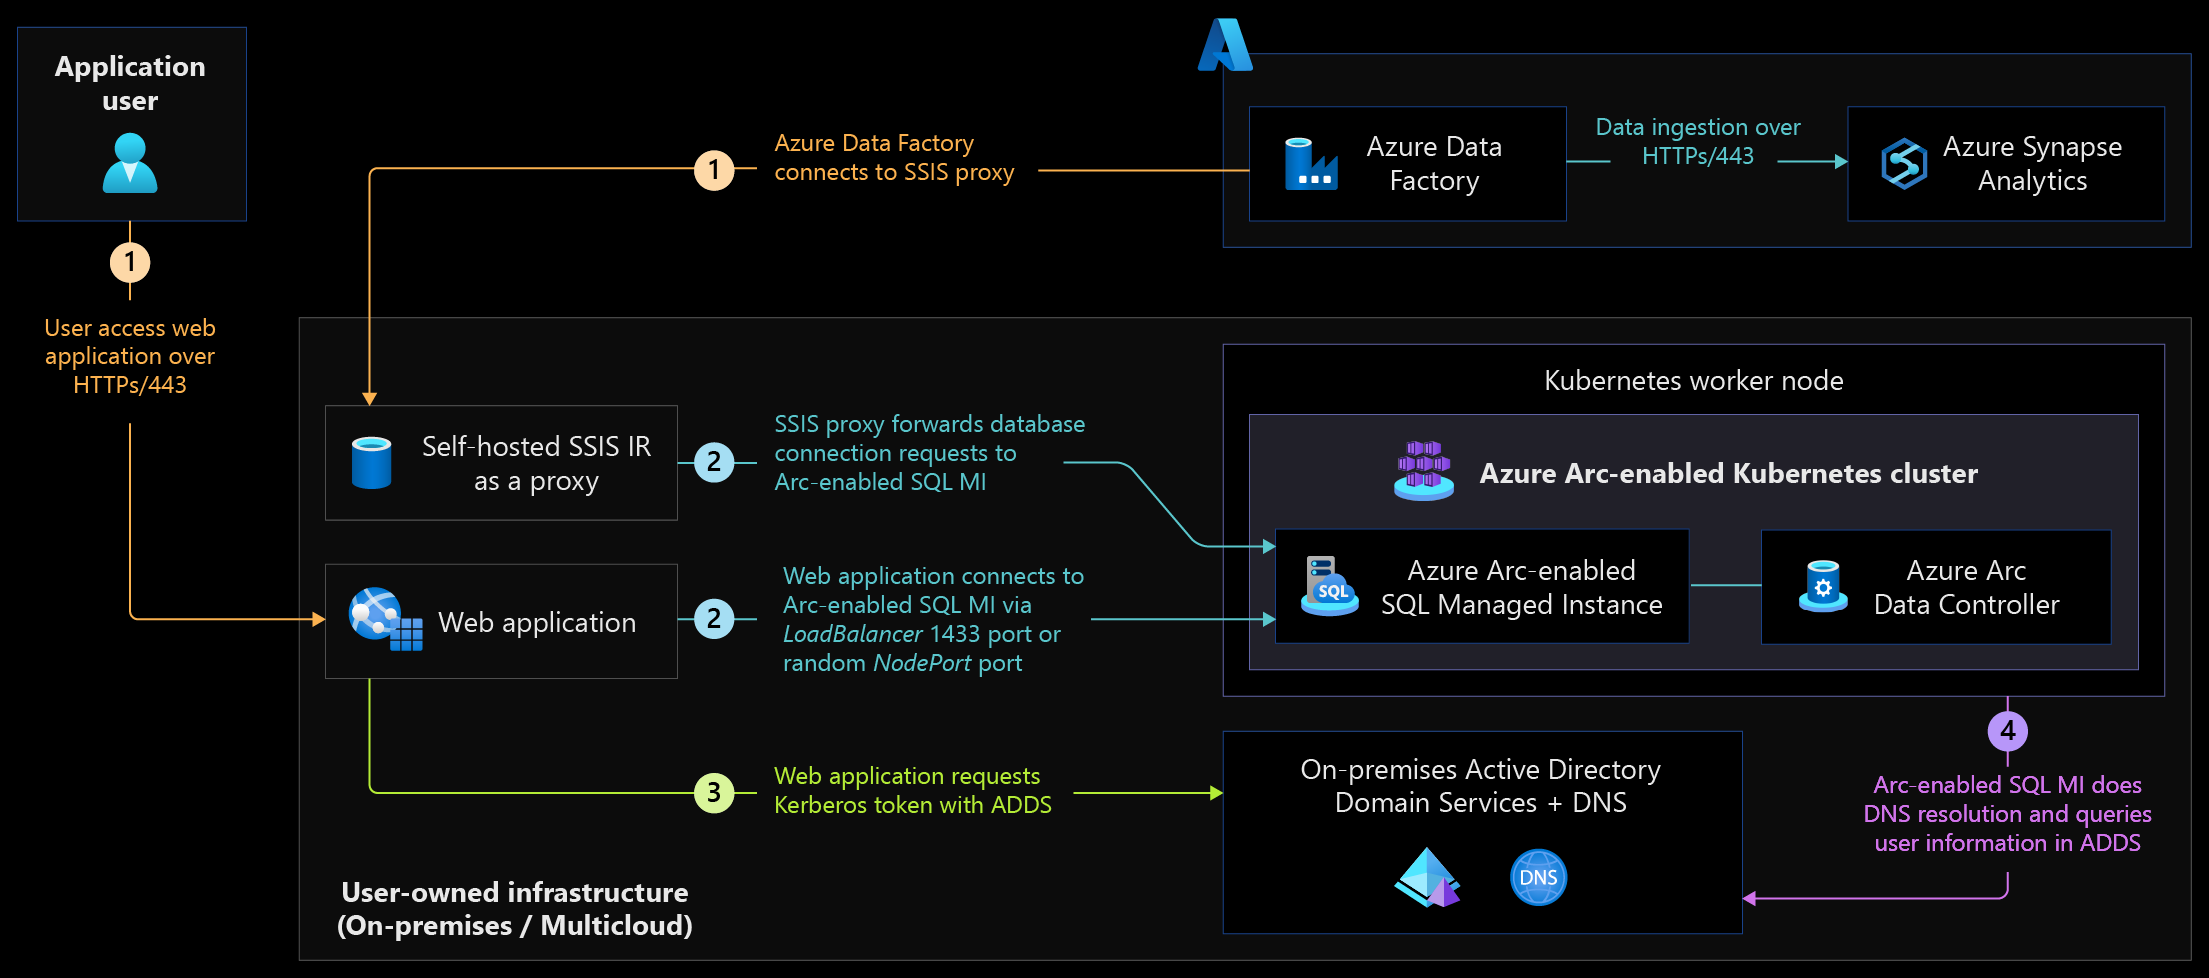 Application
user
1
User access web
application over
HTTPs/443
1
Azure Data Factory
connects to SSIS proxy
Azure Data
Factory
Data ingestion over
HTTPs/443
Azure Synapse
Analytics
Self-hosted SSIS IR
as a proxy
2
SSIS proxy forwards database
connection requests to
Arc-enabled SQL MI
Web application
2
Web application connects to
Arc-enabled SQL MI via
LoadBalancer 1433 port or
random NodePort port
Kubernetes worker node
Azure Arc-enabled Kubernetes cluster
SQL
Azure Arc-enabled
SQL Managed Instance
Azure Arc
Data Controller
3
Web application requests
Kerberos token with ADDS
On-premises Active Directory
Domain Services + DNS
DNS
4
Arc-enabled SQL MI does
DNS resolution and queries
user information in ADDS
User-owned infrastructure
(On-premises / Multicloud)